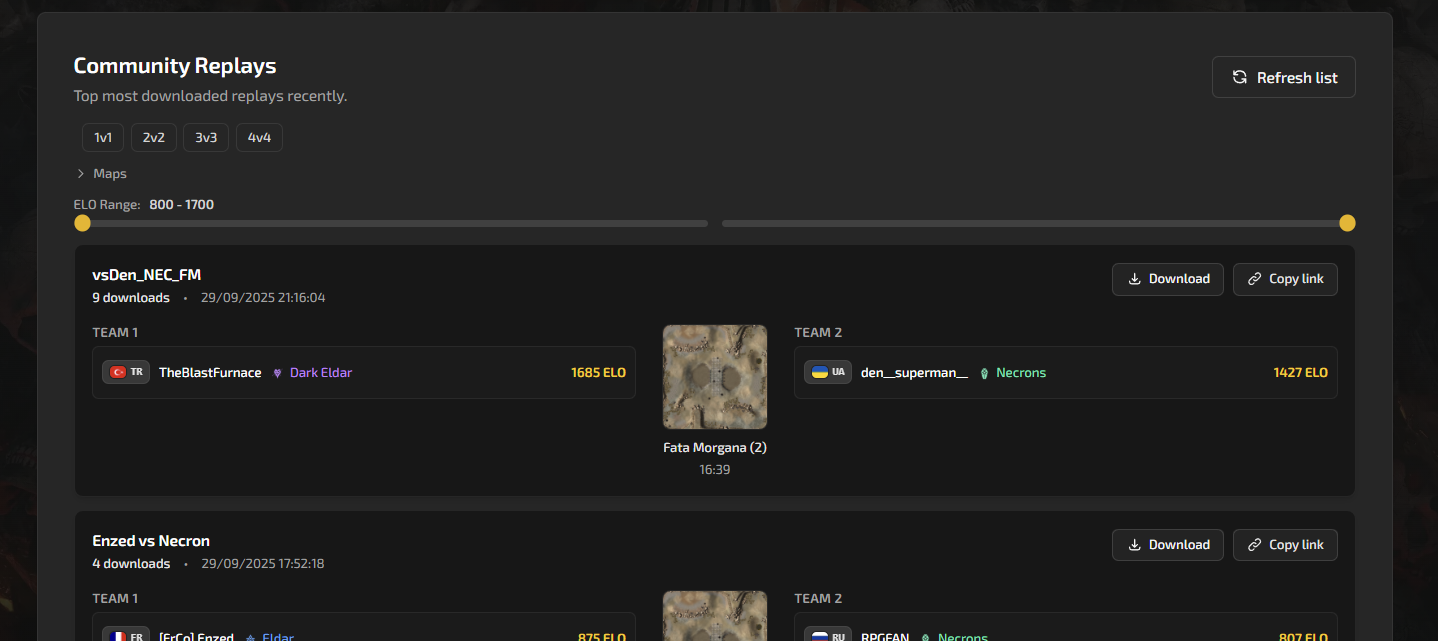 Community Replays
Refresh list
Top most downloaded replays recently.
1v1 2v2 3v3 4v4
Maps
ELO Range: 800 - 1700
vsDen_NEC_FM
Download Copy link
9 downloads • 29/09/2025 21:16:04
TEAM 1
TR TheBlastFurnace Dark Eldar 1685 ELO
Fata Morgana (2)
16:39
TEAM 2
UA den__superman__ Necrons 1427 ELO
Enzed vs Necron
Download Copy link
4 downloads • 29/09/2025 17:52:18
TEAM 1
FR [FrCo] Enzed Eldar 875 ELO
TEAM 2
RU RPGFAN Necrons 807 ELO